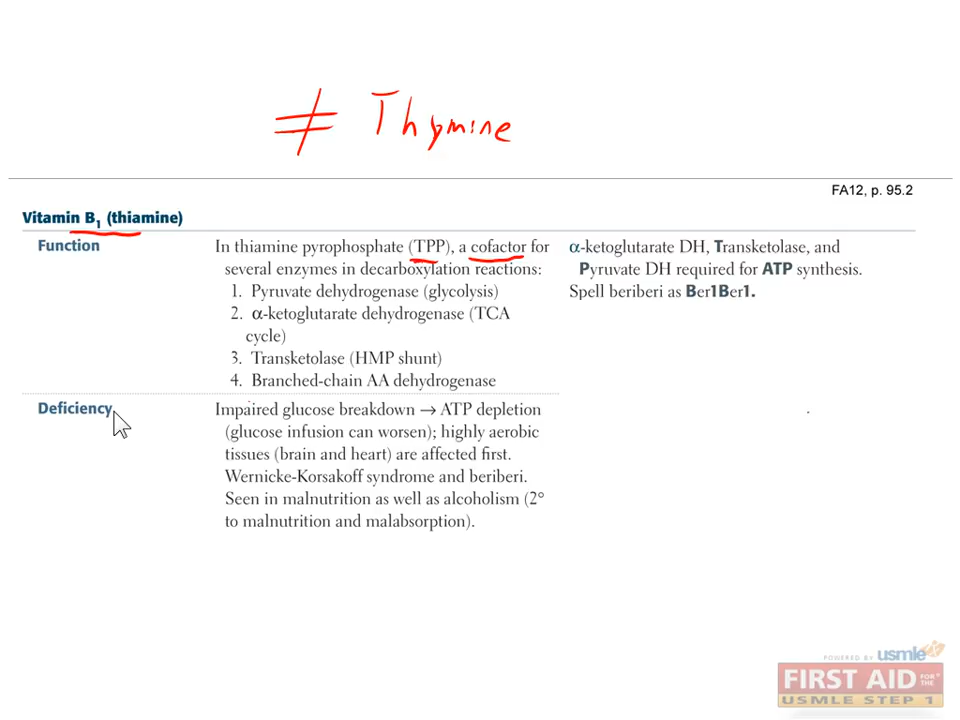 ≠ Thymine
FA12, p. 95.2
Vitamin B1 (thiamine)
Function
In thiamine pyrophosphate (TPP), a cofactor for
several enzymes in decarboxylation reactions:
1. Pyruvate dehydrogenase (glycolysis)
2. α-ketoglutarate dehydrogenase (TCA
cycle)
3. Transketolase (HMP shunt)
4. Branched-chain AA dehydrogenase
α-ketoglutarate DH, Transketolase, and
Pyruvate DH required for ATP synthesis.
Spell beriberi as Ber1Ber1.
Deficiency
Impaired glucose breakdown → ATP depletion
(glucose infusion can worsen); highly aerobic
tissues (brain and heart) are affected first.
Wernicke-Korsakoff syndrome and beriberi.
Seen in malnutrition as well as alcoholism (2°
to malnutrition and malabsorption).
POWERED BY usmle
FIRST AID FOR THE
USMLE STEP 1